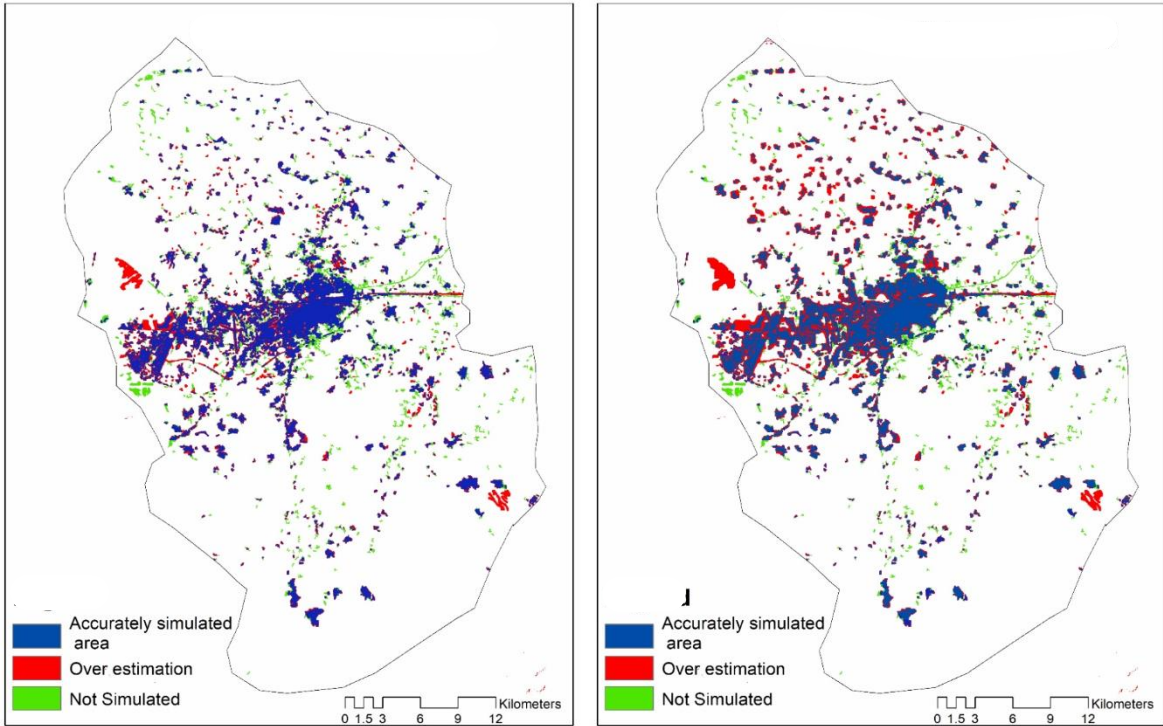 Accurately simulated
area
Over estimation
Not Simulated
Kilometers
0 1.5 3 6 9 12
d
Accurately simulated
area
Over estimation
Not Simulated
Kilometers
0 1.5 3 6 9 12